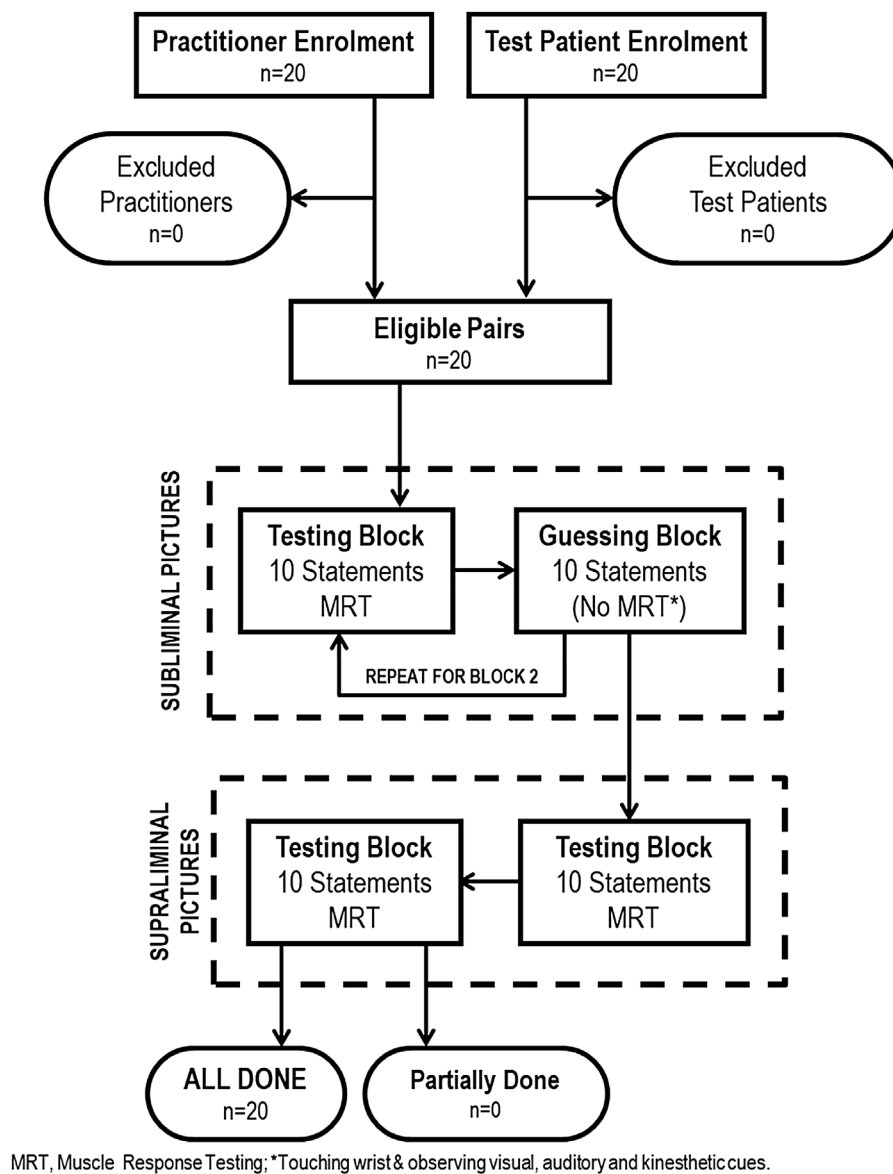 Practitioner Enrolment
n=20
Test Patient Enrolment
n=20
Excluded
Practitioners
n=0
Excluded
Test Patients
n=0
Eligible Pairs
n=20
SUBLIMINAL PICTURES
Testing Block
10 Statements
MRT
Guessing Block
10 Statements
(No MRT*)
REPEAT FOR BLOCK 2
SUPRALIMINAL
PICTURES
Testing Block
10 Statements
MRT
Testing Block
10 Statements
MRT
ALL DONE
n=20
Partially Done
n=0
MRT, Muscle Response Testing; *Touching wrist & observing visual, auditory and kinesthetic cues.